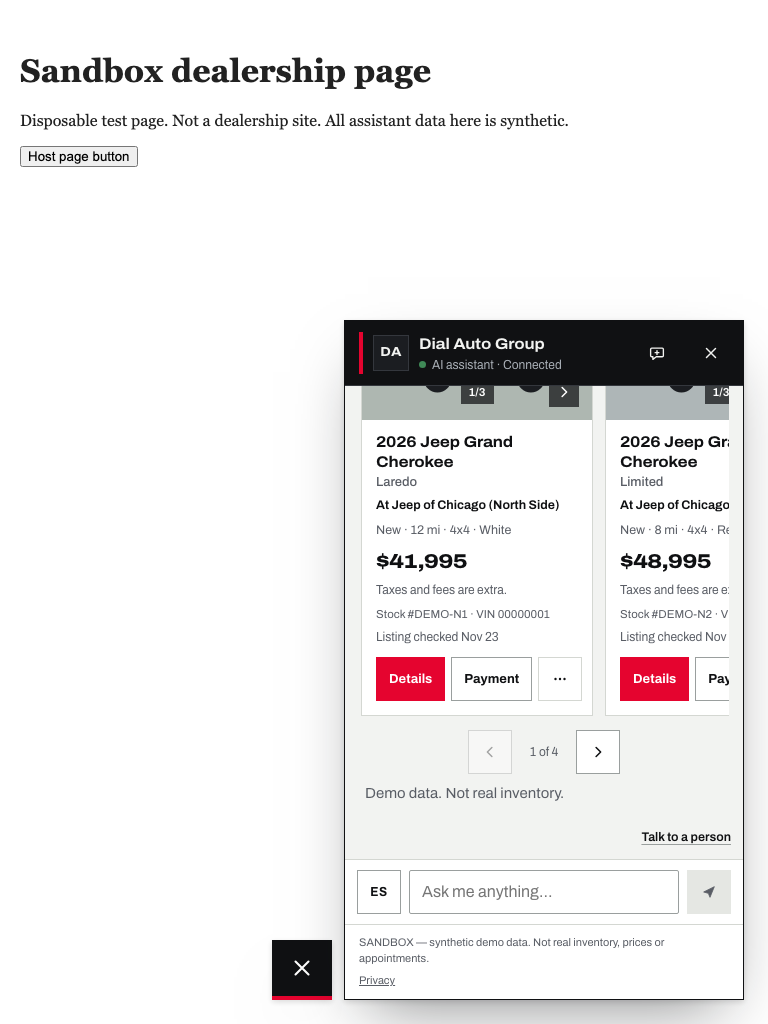 Sandbox dealership page
Disposable test page. Not a dealership site. All assistant data here is synthetic.
Host page button
DA
Dial Auto Group
AI assistant · Connected
1/3
1/3
2026 Jeep Grand
Cherokee
Laredo
At Jeep of Chicago (North Side)
New · 12 mi · 4x4 · White
$41,995
Taxes and fees are extra.
Stock #DEMO-N1 · VIN 00000001
Listing checked Nov 23
Details
Payment
···
2026 Jeep Gra
Cherokee
Limited
At Jeep of Chicago
New · 8 mi · 4x4 · Re
$48,995
Taxes and fees are e
Stock #DEMO-N2 · V
Listing checked Nov
Details
Pay
1 of 4
Demo data. Not real inventory.
Talk to a person
ES
Ask me anything...
SANDBOX — synthetic demo data. Not real inventory, prices or
appointments.
Privacy